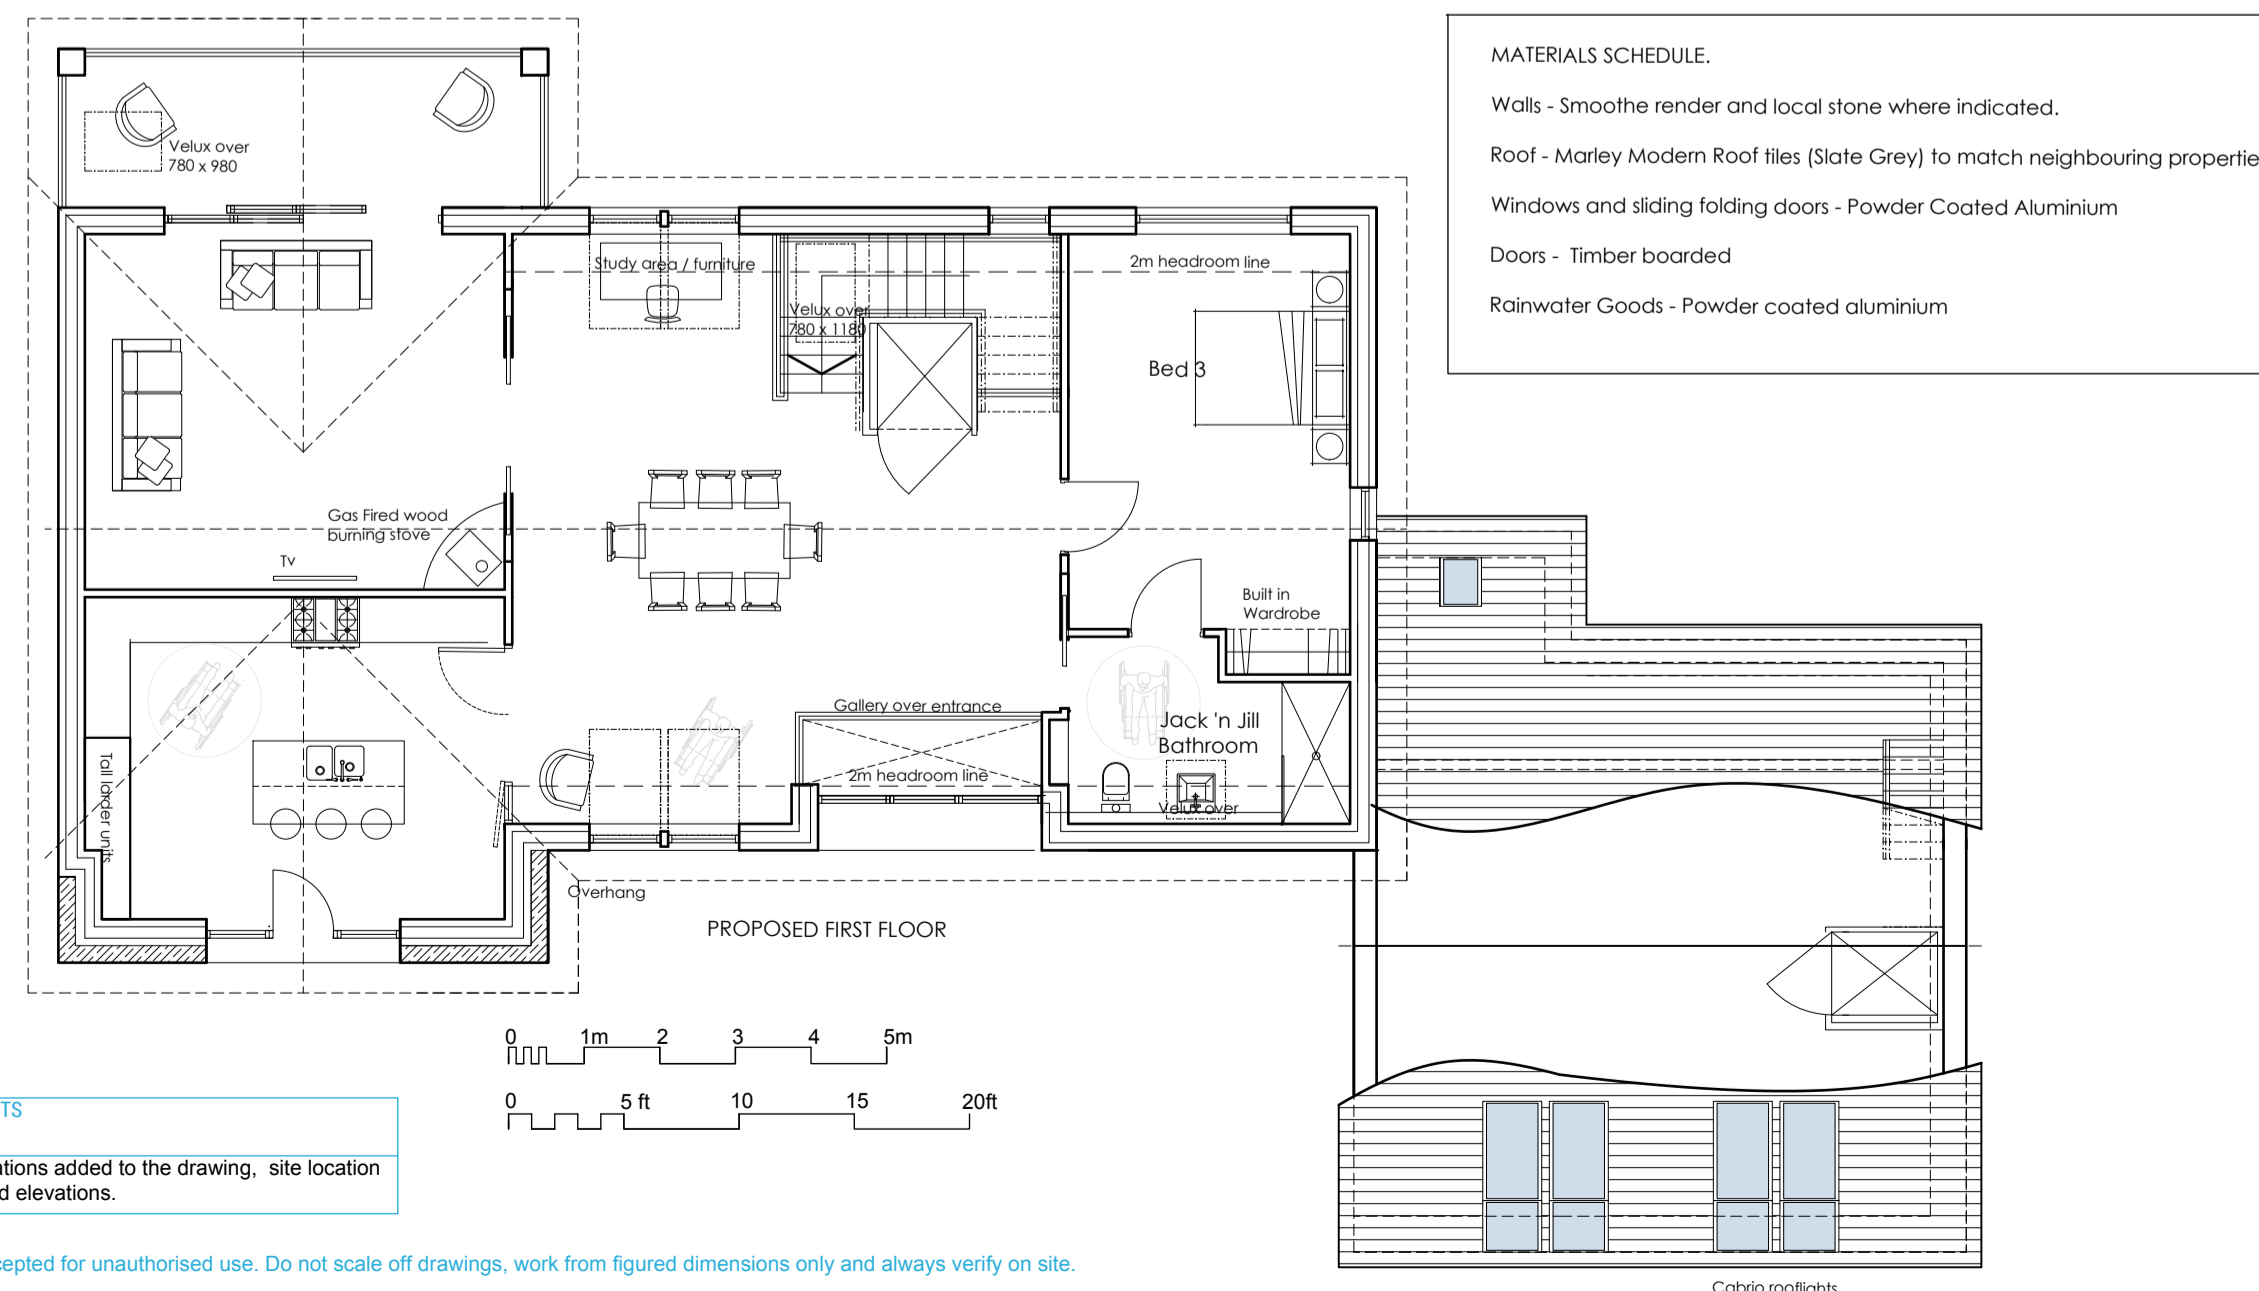 MATERIALS SCHEDULE.
Walls - Smoothe render and local stone where indicated.
Roof - Marley Modern Roof tiles (Slate Grey) to match neighbouring propertie
Windows and sliding folding doors - Powder Coated Aluminium
Doors - Timber boarded
Rainwater Goods - Powder coated aluminium
Velux over
780 x 980
Study area / furniture
Velux over
780 x 1180
2m headroom line
Bed 3
Gas Fired wood
burning stove
Tv
Built in
Wardrobe
Gallery over entrance
Jack 'n Jill
Bathroom
2m headroom line
Velux over
Tall larder units
Overhang
PROPOSED FIRST FLOOR
0 1m 2 3 4 5m
0 5 ft 10 15 20ft
TS
ations added to the drawing, site location
d elevations.
cepted for unauthorised use. Do not scale off drawings, work from figured dimensions only and always verify on site.
Cabrio rooflights